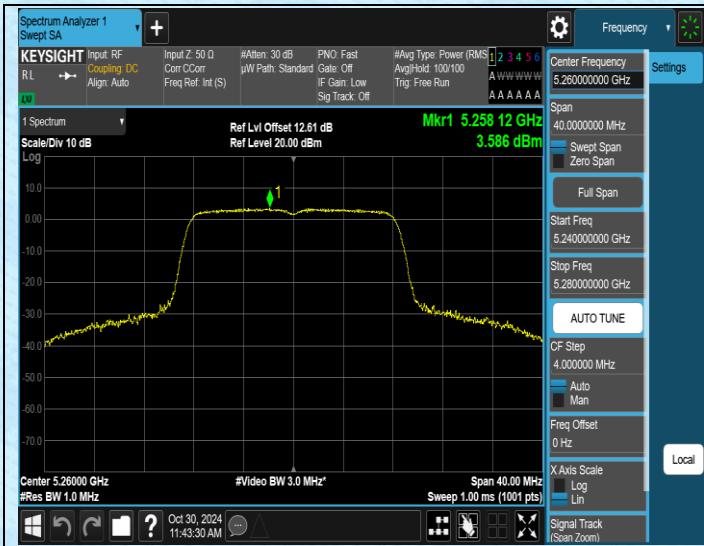 Spectrum Analyzer 1
Swept SA
+
Frequency
KEYSIGHT
RL
LXI
Input: RF
Coupling: DC
Align: Auto
Input Z: 50 Ω
Corr CCorr
Freq Ref: Int (S)
#Atten: 30 dB
µW Path: Standard
PNO: Fast
Gate: Off
IF Gain: Low
Sig Track: Off
#Avg Type: Power (RMS
Avg|Hold: 100/100
Trig: Free Run
1 2 3 4 5 6
A W W W W W
A A A A A A
1 Spectrum
Scale/Div 10 dB
Ref Lvl Offset 12.61 dB
Ref Level 20.00 dBm
Mkr1 5.258 12 GHz
3.586 dBm
Log
10.0
0.00
-10.0
-20.0
-30.0
-40.0
-50.0
-60.0
-70.0
1
Center 5.26000 GHz
#Res BW 1.0 MHz
#Video BW 3.0 MHz*
Span 40.00 MHz
Sweep 1.00 ms (1001 pts)
Oct 30, 2024
11:43:30 AM
?
Center Frequency
5.260000000 GHz
Settings
Span
40.0000000 MHz
Swept Span
Zero Span
Full Span
Start Freq
5.240000000 GHz
Stop Freq
5.280000000 GHz
AUTO TUNE
CF Step
4.000000 MHz
Auto
Man
Freq Offset
0 Hz
X Axis Scale
Log
Lin
Local
Signal Track
(Span Zoom)